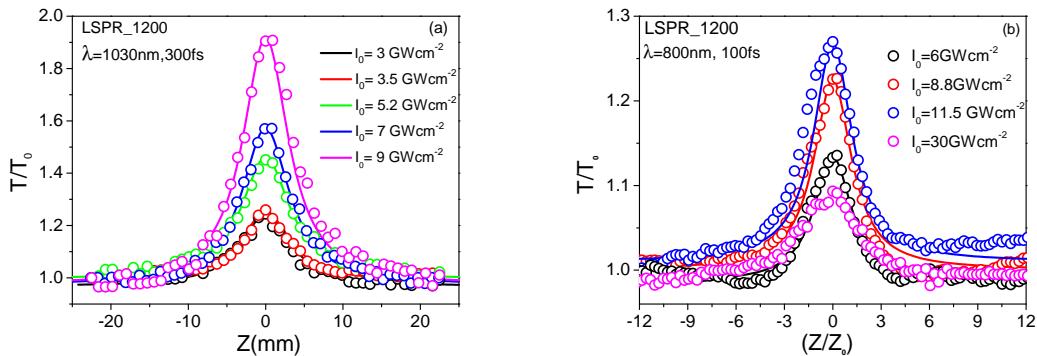 LSPR_1200
(a)
λ=1030nm,300fs
I₀= 3 GWcm⁻²
I₀= 3.5 GWcm⁻²
I₀= 5.2 GWcm⁻²
I₀= 7 GWcm⁻²
I₀= 9 GWcm⁻²
T/T₀
2.0
1.8
1.6
1.4
1.2
1.0
-20 -10 0 10 20
Z(mm)
LSPR_1200
(b)
λ=800nm, 100fs
I₀=6GWcm⁻²
I₀=8.8GWcm⁻²
I₀=11.5 GWcm⁻²
I₀=30GWcm⁻²
T/T₀
1.3
1.2
1.1
1.0
-12 -9 -6 -3 0 3 6 9 12
(Z/Z₀)